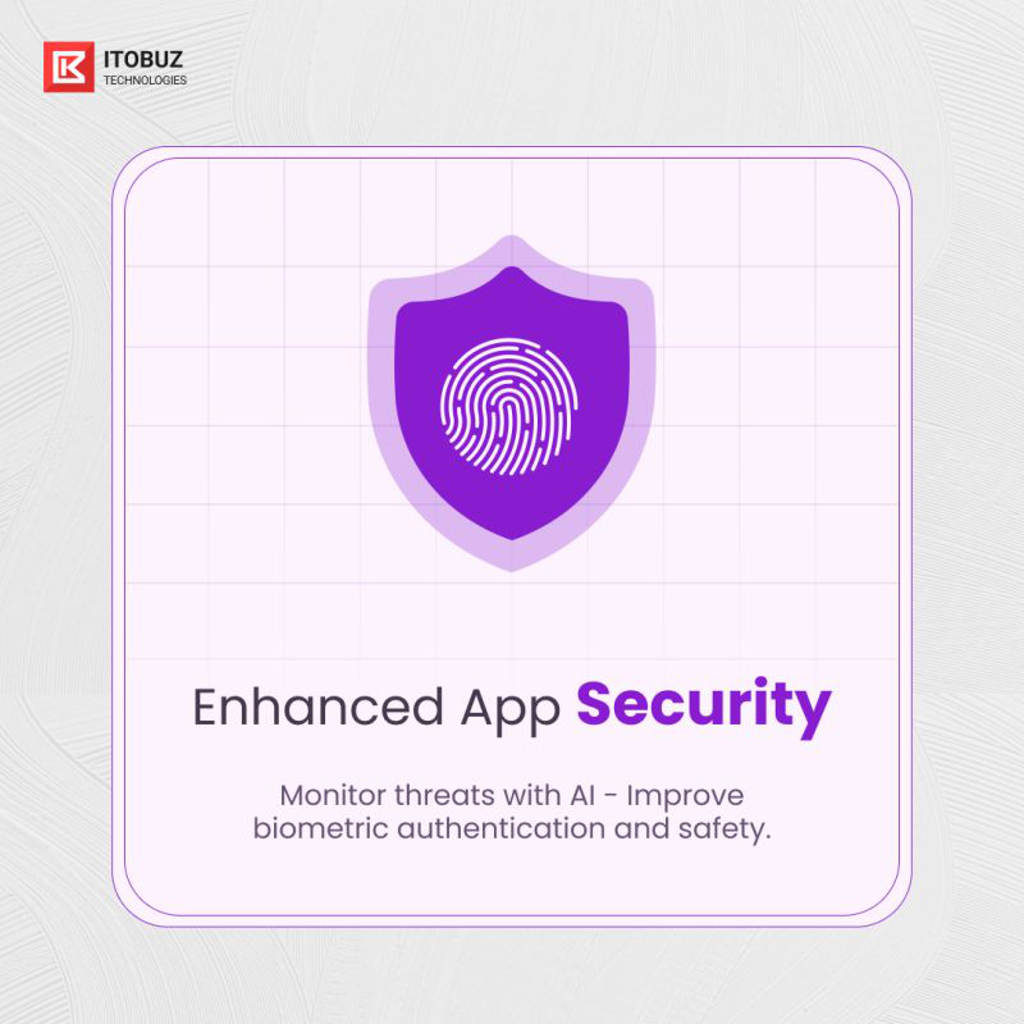 ITOBUZ
TECHNOLOGIES
Enhanced App Security
Monitor threats with AI - Improve
biometric authentication and safety.